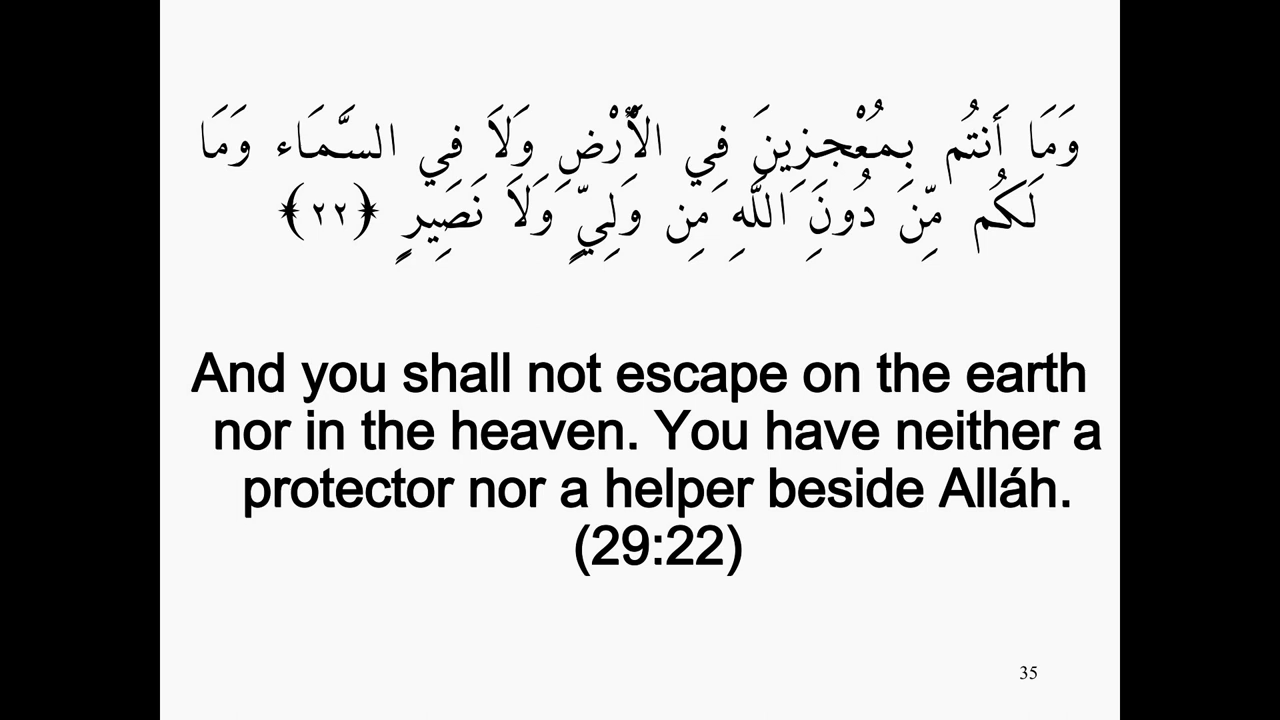 وَمَا أَنتُم بِمُعْجِزِينَ فِي الْأَرْضِ وَلَا فِي السَّمَاء وَمَا
لَكُم مِّن دُونِ اللَّهِ مِن وَلِيٍّ وَلَا نَصِيرٍ ﴿٢٢﴾
And you shall not escape on the earth
nor in the heaven. You have neither a
protector nor a helper beside Alláh.
(29:22)
35